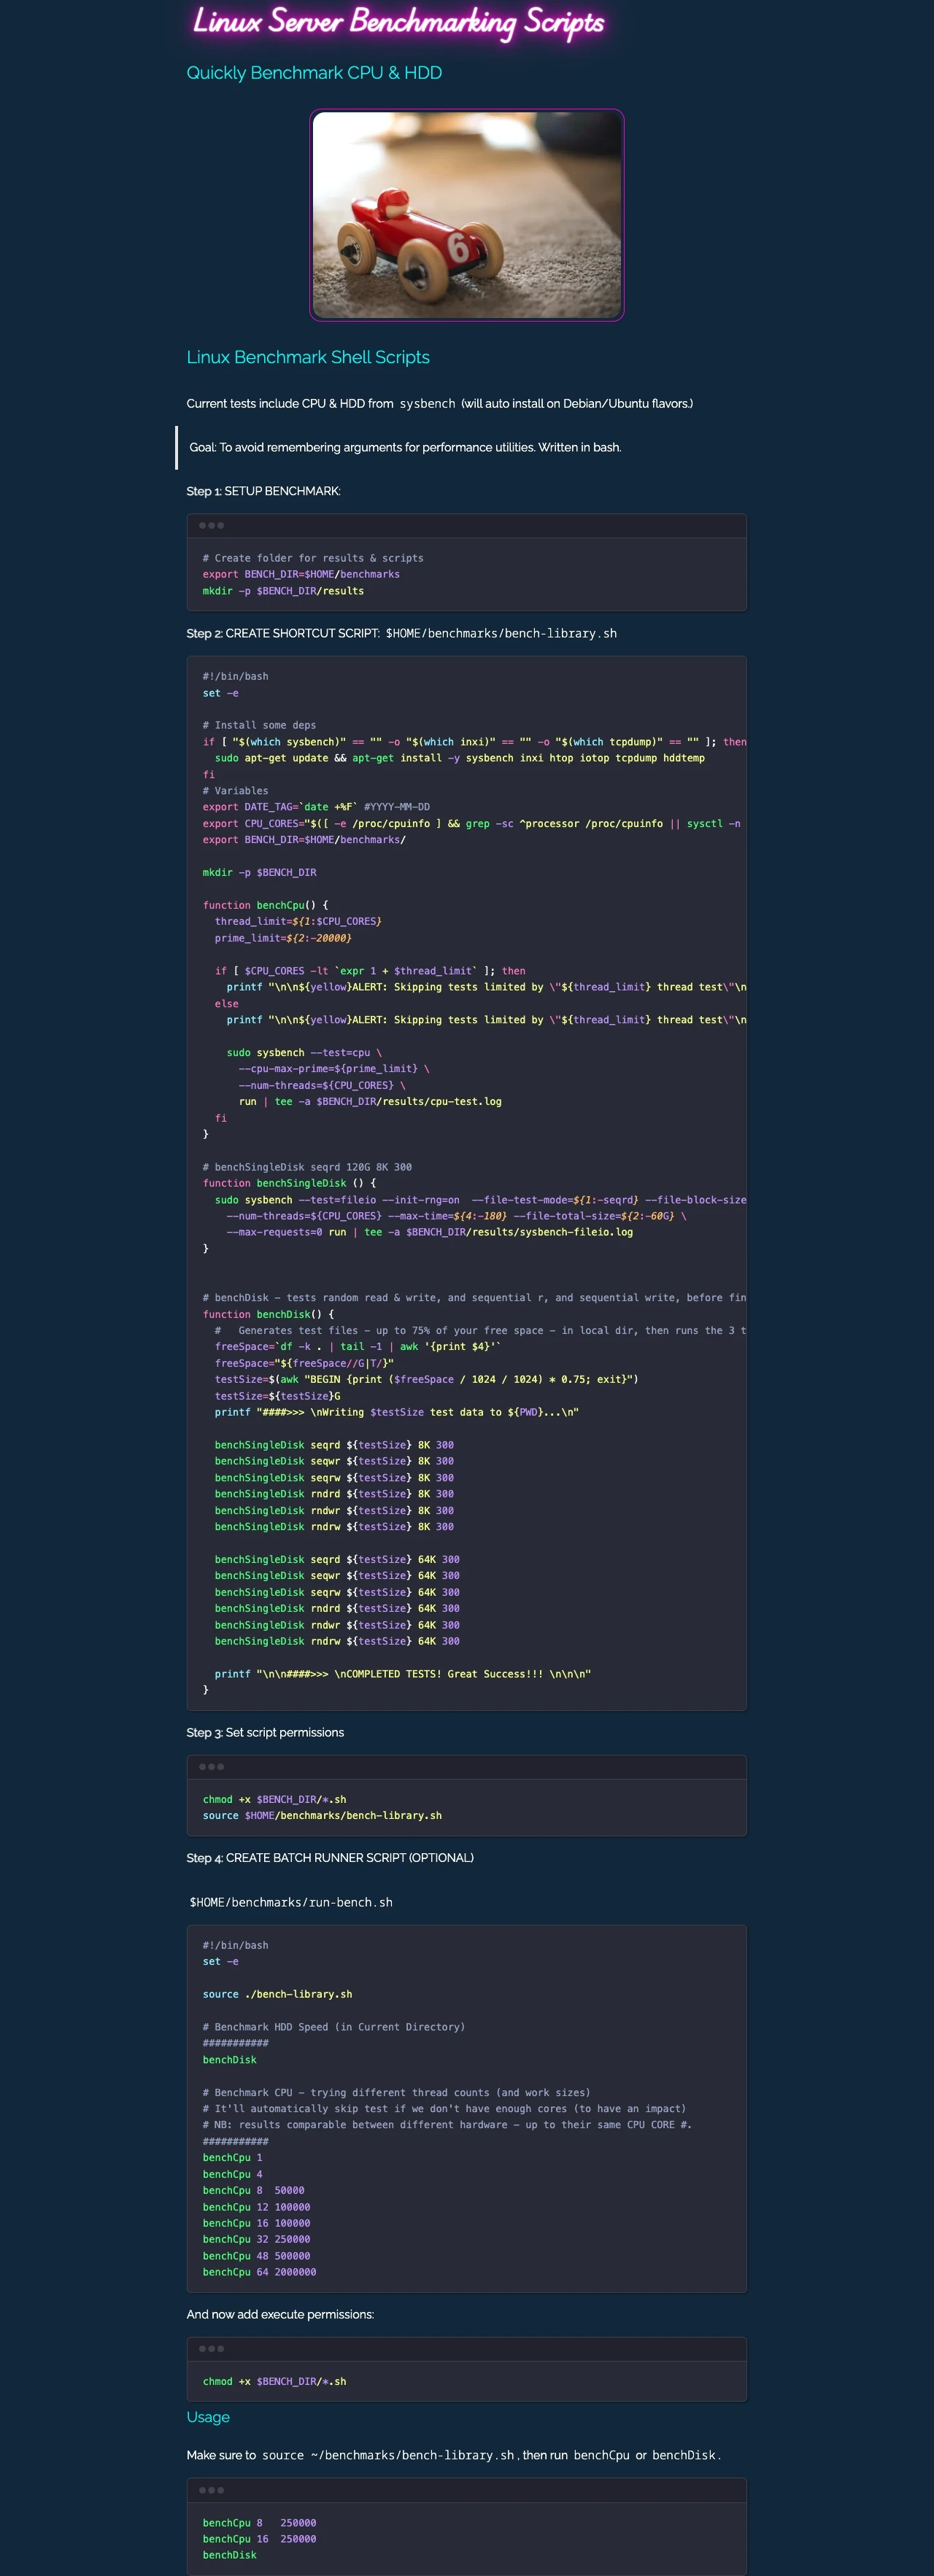 Linux Server Benchmarking Scripts
Quickly Benchmark CPU & HDD
6
Linux Benchmark Shell Scripts
Current tests include CPU & HDD from sysbench (will auto install on Debian/Ubuntu flavors.)
Goal: To avoid remembering arguments for performance utilities. Written in bash.
Step 1: SETUP BENCHMARK:
# Create folder for results & scripts
export BENCH_DIR=$HOME/benchmarks
mkdir -p $BENCH_DIR/results
Step 2: CREATE SHORTCUT SCRIPT: $HOME/benchmarks/bench-library.sh
#!/bin/bash
set -e
# Install some deps
if [ "$(which sysbench)" == "" -o "$(which inxi)" == "" -o "$(which tcpdump)" == "" ]; then
  sudo apt-get update && apt-get install -y sysbench inxi htop iotop tcpdump hddtemp
fi
# Variables
export DATE_TAG=`date +%F` #YYYY-MM-DD
export CPU_CORES="$([ -e /proc/cpuinfo ] && grep -sc ^processor /proc/cpuinfo || sysctl -n
export BENCH_DIR=$HOME/benchmarks/
mkdir -p $BENCH_DIR
function benchCpu() {
  thread_limit=${1:$CPU_CORES}
  prime_limit=${2:-20000}
  if [ $CPU_CORES -lt `expr 1 + $thread_limit` ]; then
    printf "\n\n${yellow}ALERT: Skipping tests limited by \"${thread_limit} thread test\"\n
  else
    printf "\n\n${yellow}ALERT: Skipping tests limited by \"${thread_limit} thread test\"\n
    sudo sysbench --test=cpu \
      --cpu-max-prime=${prime_limit} \
      --num-threads=${CPU_CORES} \
      run | tee -a $BENCH_DIR/results/cpu-test.log
  fi
}
# benchSingleDisk seqrd 120G 8K 300
function benchSingleDisk () {
  sudo sysbench --test=fileio --init-rng=on  --file-test-mode=${1:-seqrd} --file-block-size
    --num-threads=${CPU_CORES} --max-time=${4:-180} --file-total-size=${2:-60G} \
    --max-requests=0 run | tee -a $BENCH_DIR/results/sysbench-fileio.log
}
# benchDisk - tests random read & write, and sequential r, and sequential write, before fin
function benchDisk() {
  #   Generates test files - up to 75% of your free space - in local dir, then runs the 3 t
  freeSpace=`df -k . | tail -1 | awk '{print $4}'`
  freeSpace="${freeSpace//G|T/}"
  testSize=$(awk "BEGIN {print ($freeSpace / 1024 / 1024) * 0.75; exit}")
  testSize=${testSize}G
  printf "####>>> \nWriting $testSize test data to ${PWD}...\n"
  benchSingleDisk seqrd ${testSize} 8K 300
  benchSingleDisk seqwr ${testSize} 8K 300
  benchSingleDisk seqrw ${testSize} 8K 300
  benchSingleDisk rndrd ${testSize} 8K 300
  benchSingleDisk rndwr ${testSize} 8K 300
  benchSingleDisk rndrw ${testSize} 8K 300
  benchSingleDisk seqrd ${testSize} 64K 300
  benchSingleDisk seqwr ${testSize} 64K 300
  benchSingleDisk seqrw ${testSize} 64K 300
  benchSingleDisk rndrd ${testSize} 64K 300
  benchSingleDisk rndwr ${testSize} 64K 300
  benchSingleDisk rndrw ${testSize} 64K 300
  printf "\n\n####>>> \nCOMPLETED TESTS! Great Success!!! \n\n\n"
}
Step 3: Set script permissions
chmod +x $BENCH_DIR/*.sh
source $HOME/benchmarks/bench-library.sh
Step 4: CREATE BATCH RUNNER SCRIPT (OPTIONAL)
$HOME/benchmarks/run-bench.sh
#!/bin/bash
set -e
source ./bench-library.sh
# Benchmark HDD Speed (in Current Directory)
###########
benchDisk
# Benchmark CPU - trying different thread counts (and work sizes)
# It'll automatically skip test if we don't have enough cores (to have an impact)
# NB: results comparable between different hardware - up to their same CPU CORE #.
###########
benchCpu 1
benchCpu 4
benchCpu 8  50000
benchCpu 12 100000
benchCpu 16 100000
benchCpu 32 250000
benchCpu 48 500000
benchCpu 64 2000000
And now add execute permissions:
chmod +x $BENCH_DIR/*.sh
Usage
Make sure to source ~/benchmarks/bench-library.sh, then run benchCpu or benchDisk.
benchCpu 8   250000
benchCpu 16  250000
benchDisk